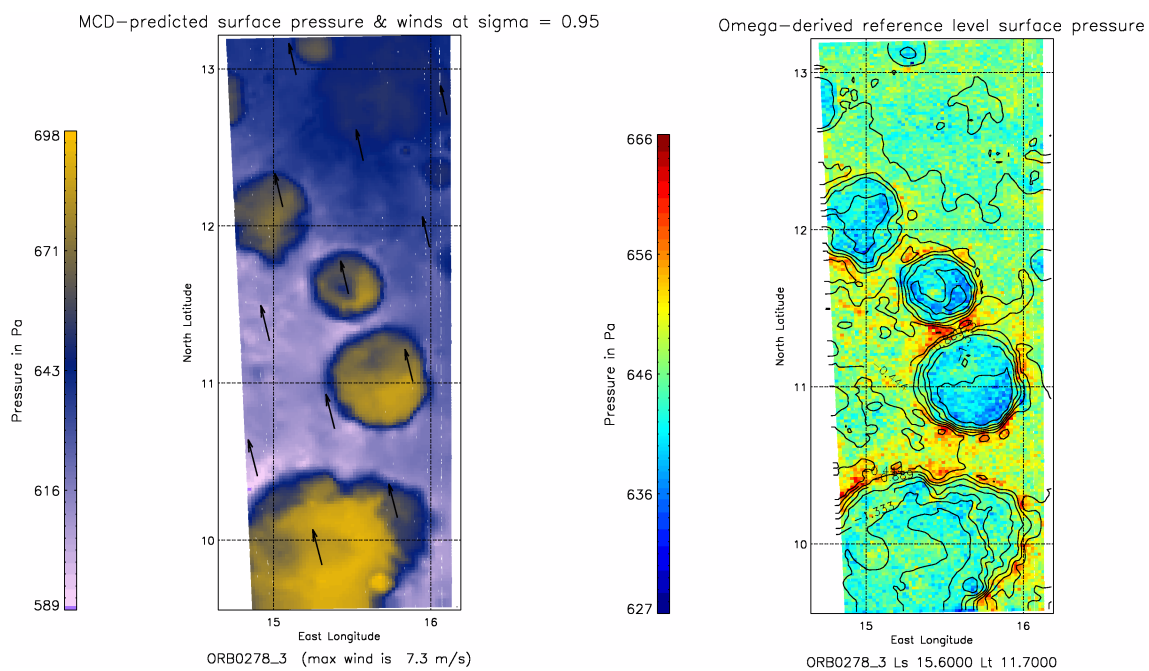 MCD-predicted surface pressure & winds at sigma = 0.95
Pressure in Pa
698
671
643
616
589
North Latitude
13
12
11
10
15
16
East Longitude
ORB0278_3 (max wind is 7.3 m/s)
Omega-derived reference level surface pressure
Pressure in Pa
666
656
646
636
627
North Latitude
13
12
11
10
-1.333
15
16
East Longitude
ORB0278_3 Ls 15.6000 Lt 11.7000